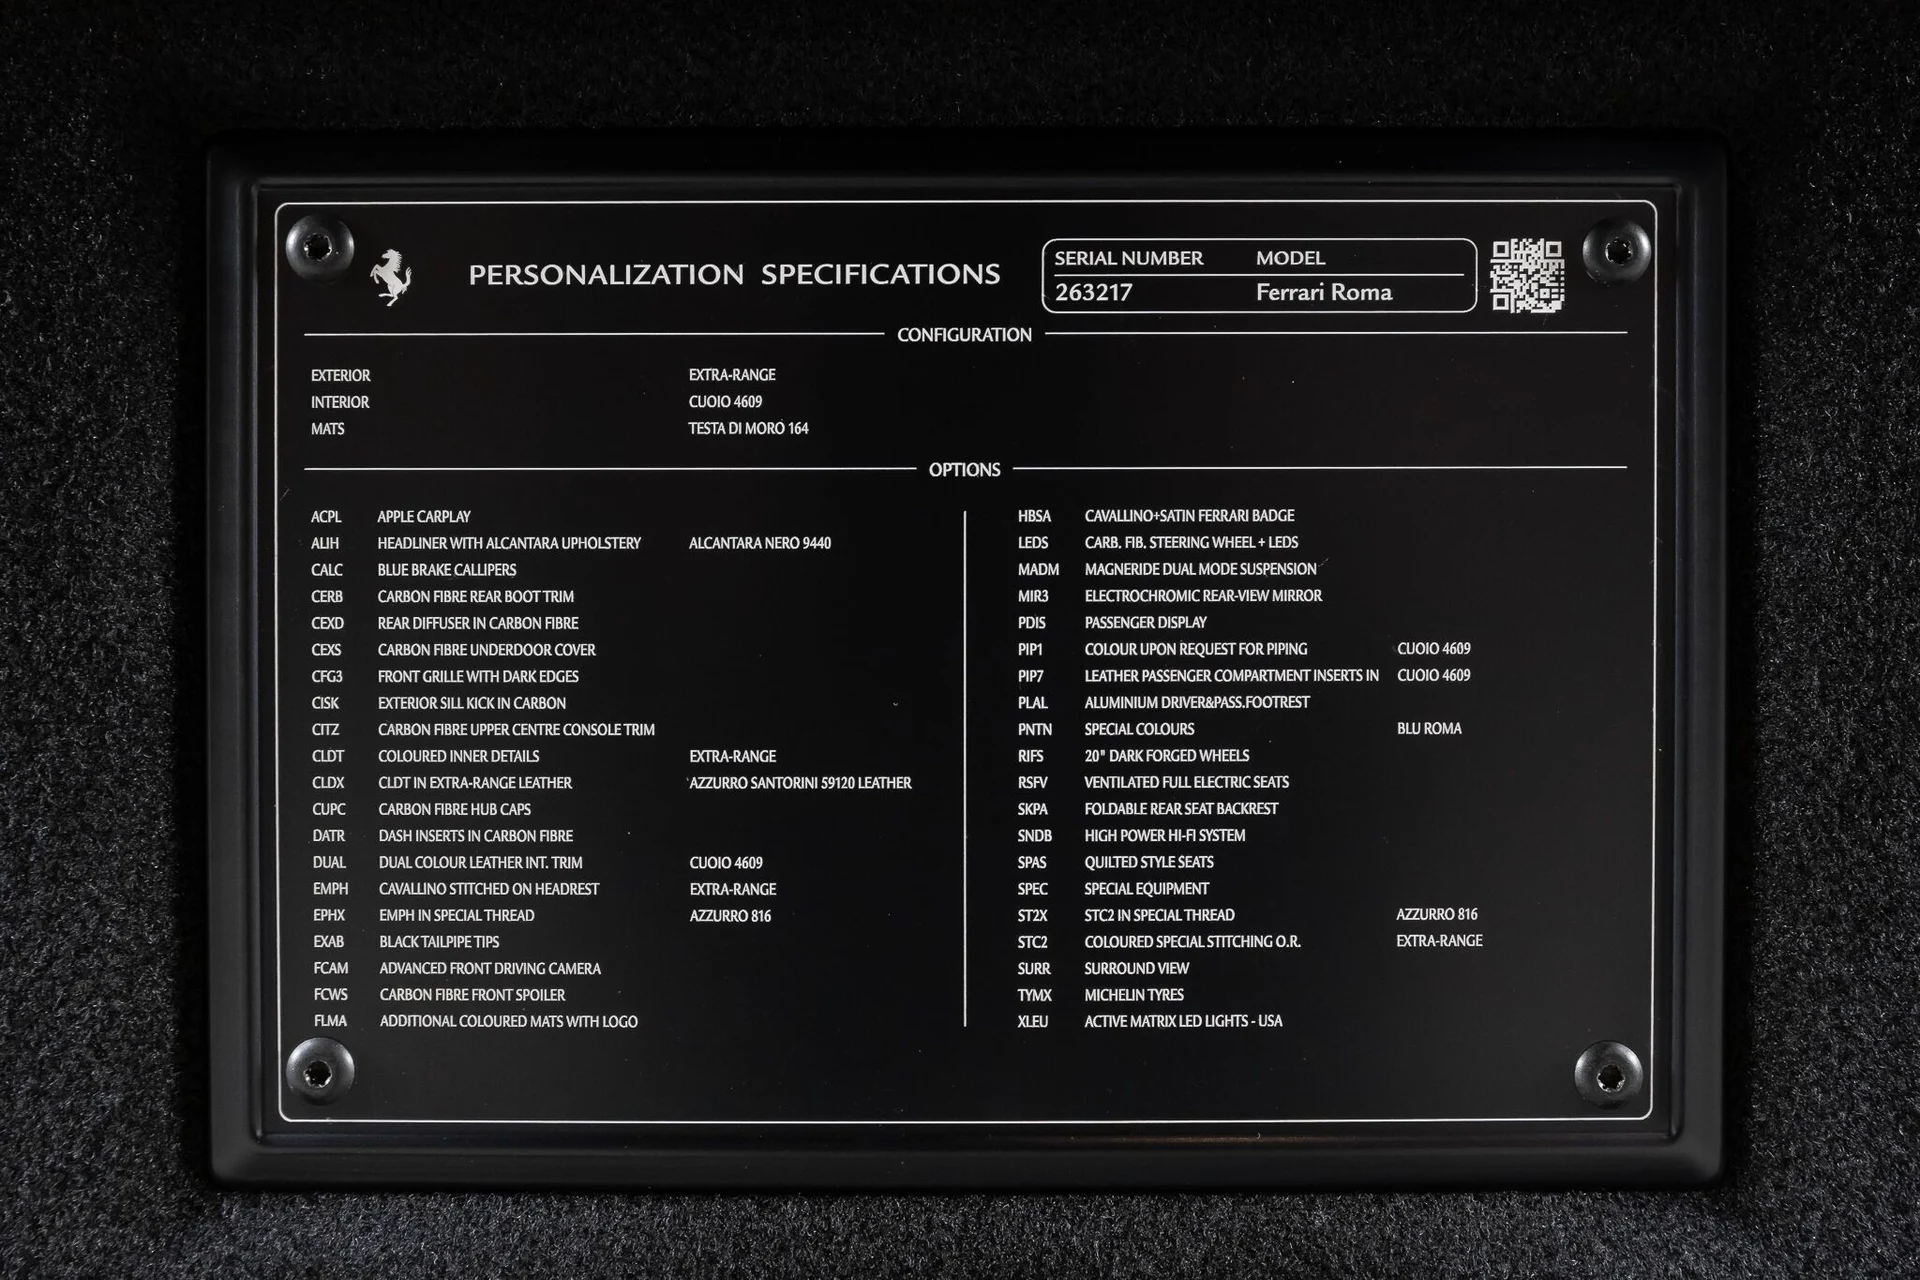 PERSONALIZATION SPECIFICATIONS
SERIAL NUMBER MODEL
263217 Ferrari Roma
CONFIGURATION
EXTERIOR EXTRA-RANGE
INTERIOR CUOIO 4609
MATS TESTA DI MORO 164
OPTIONS
ACPL APPLE CARPLAY
ALIH HEADLINER WITH ALCANTARA UPHOLSTERY ALCANTARA NERO 9440
CALC BLUE BRAKE CALLIPERS
CERB CARBON FIBRE REAR BOOT TRIM
CEXD REAR DIFFUSER IN CARBON FIBRE
CEXS CARBON FIBRE UNDERDOOR COVER
CFG3 FRONT GRILLE WITH DARK EDGES
CISK EXTERIOR SILL KICK IN CARBON
CITZ CARBON FIBRE UPPER CENTRE CONSOLE TRIM
CLDT COLOURED INNER DETAILS EXTRA-RANGE
CLDX CLDT IN EXTRA-RANGE LEATHER AZZURRO SANTORINI 59120 LEATHER
CUPC CARBON FIBRE HUB CAPS
DATR DASH INSERTS IN CARBON FIBRE
DUAL DUAL COLOUR LEATHER INT. TRIM CUOIO 4609
EMPH CAVALLINO STITCHED ON HEADREST EXTRA-RANGE
EPHX EMPH IN SPECIAL THREAD AZZURRO 816
EXAB BLACK TAILPIPE TIPS
FCAM ADVANCED FRONT DRIVING CAMERA
FCWS CARBON FIBRE FRONT SPOILER
FLMA ADDITIONAL COLOURED MATS WITH LOGO
HBSA CAVALLINO+SATIN FERRARI BADGE
LEDS CARB. FIB. STEERING WHEEL + LEDS
MADM MAGNERIDE DUAL MODE SUSPENSION
MIR3 ELECTROCHROMIC REAR-VIEW MIRROR
PDIS PASSENGER DISPLAY
PIP1 COLOUR UPON REQUEST FOR PIPING CUOIO 4609
PIP7 LEATHER PASSENGER COMPARTMENT INSERTS IN CUOIO 4609
PLAL ALUMINIUM DRIVER&PASS.FOOTREST
PNTN SPECIAL COLOURS BLU ROMA
RIFS 20" DARK FORGED WHEELS
RSFV VENTILATED FULL ELECTRIC SEATS
SKPA FOLDABLE REAR SEAT BACKREST
SNDB HIGH POWER HI-FI SYSTEM
SPAS QUILTED STYLE SEATS
SPEC SPECIAL EQUIPMENT
ST2X STC2 IN SPECIAL THREAD AZZURRO 816
STC2 COLOURED SPECIAL STITCHING O.R. EXTRA-RANGE
SURR SURROUND VIEW
TYMX MICHELIN TYRES
XLEU ACTIVE MATRIX LED LIGHTS - USA